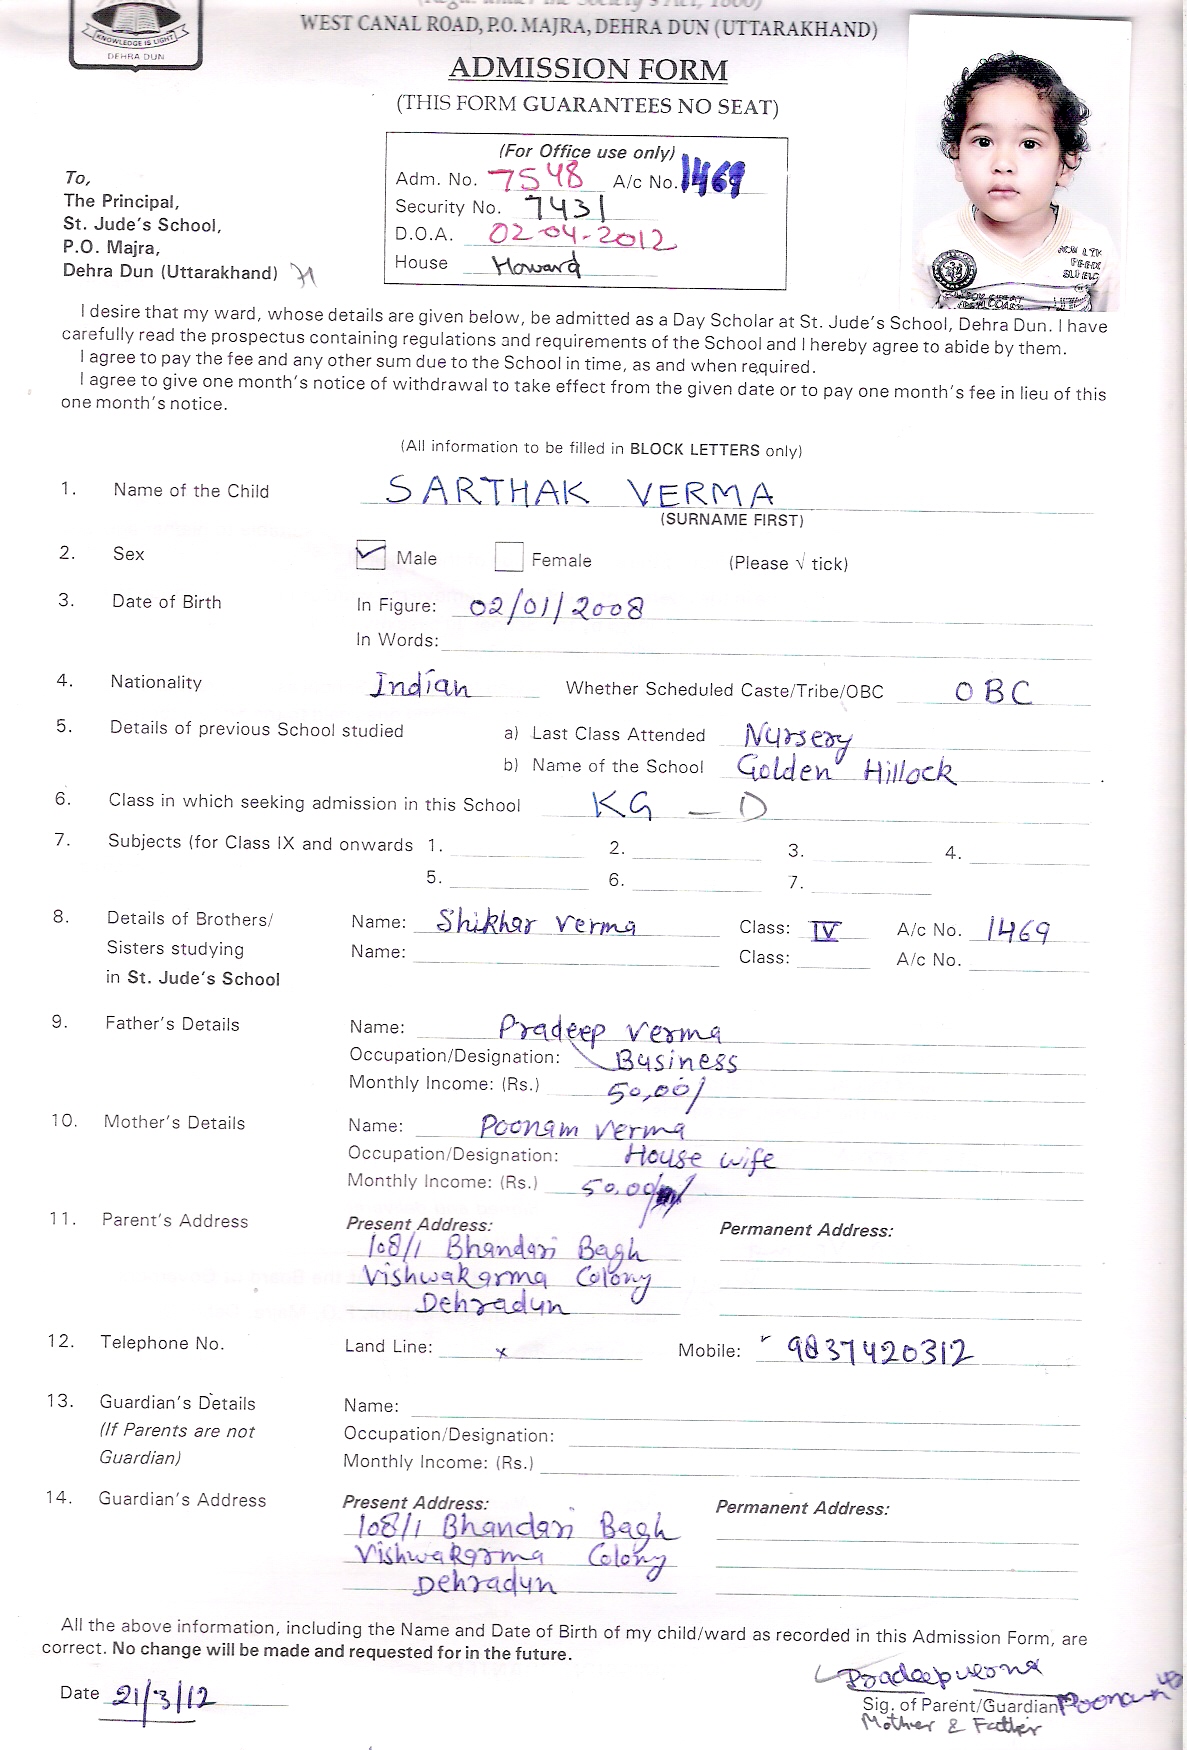 KNOWLEDGE IS LIGHT
DEHRA DUN
WEST CANAL ROAD, P.O. MAJRA, DEHRA DUN (UTTARAKHAND)
ADMISSION FORM
(THIS FORM GUARANTEES NO SEAT)
(For Office use only)
Adm. No. 7548 A/c No. 1469
Security No. 7431
D.O.A. 02-04-2012
House Howard
To,
The Principal,
St. Jude's School,
P.O. Majra,
Dehra Dun (Uttarakhand)
I desire that my ward, whose details are given below, be admitted as a Day Scholar at St. Jude's School, Dehra Dun. I have
carefully read the prospectus containing regulations and requirements of the School and I hereby agree to abide by them.
I agree to pay the fee and any other sum due to the School in time, as and when required.
I agree to give one month's notice of withdrawal to take effect from the given date or to pay one month's fee in lieu of this
one month's notice.
(All information to be filled in BLOCK LETTERS only)
1. Name of the Child SARTHAK VERMA
(SURNAME FIRST)
2. Sex Male Female (Please √ tick)
3. Date of Birth In Figure: 02/01/2008
In Words:
4. Nationality Indian Whether Scheduled Caste/Tribe/OBC OBC
5. Details of previous School studied a) Last Class Attended Nursery
b) Name of the School Golden Hillock
6. Class in which seeking admission in this School KG - D
7. Subjects (for Class IX and onwards 1. 2. 3. 4.
5. 6. 7.
8. Details of Brothers/ Name: Shikhar Verma Class: IV A/c No. 1469
Sisters studying Name: Class: A/c No.
in St. Jude's School
9. Father's Details Name: Pradeep Verma
Occupation/Designation: Business
Monthly Income: (Rs.) 50,00/
10. Mother's Details Name: Poonam Verma
Occupation/Designation: House wife
Monthly Income: (Rs.)
11. Parent's Address Present Address: Permanent Address:
108/1 Bhandari Bagh
Vishwakarma Colony
Dehradun
12. Telephone No. Land Line: x Mobile: 9837420312
13. Guardian's Details Name:
(If Parents are not Occupation/Designation:
Guardian) Monthly Income: (Rs.)
14. Guardian's Address Present Address: Permanent Address:
108/1 Bhandari Bagh
Vishwakarma Colony
Dehradun
All the above information, including the Name and Date of Birth of my child/ward as recorded in this Admission Form, are
correct. No change will be made and requested for in the future.
Pradeep verma
Date 21/3/12
Sig. of Parent/Guardian Poonam
Mother & Father